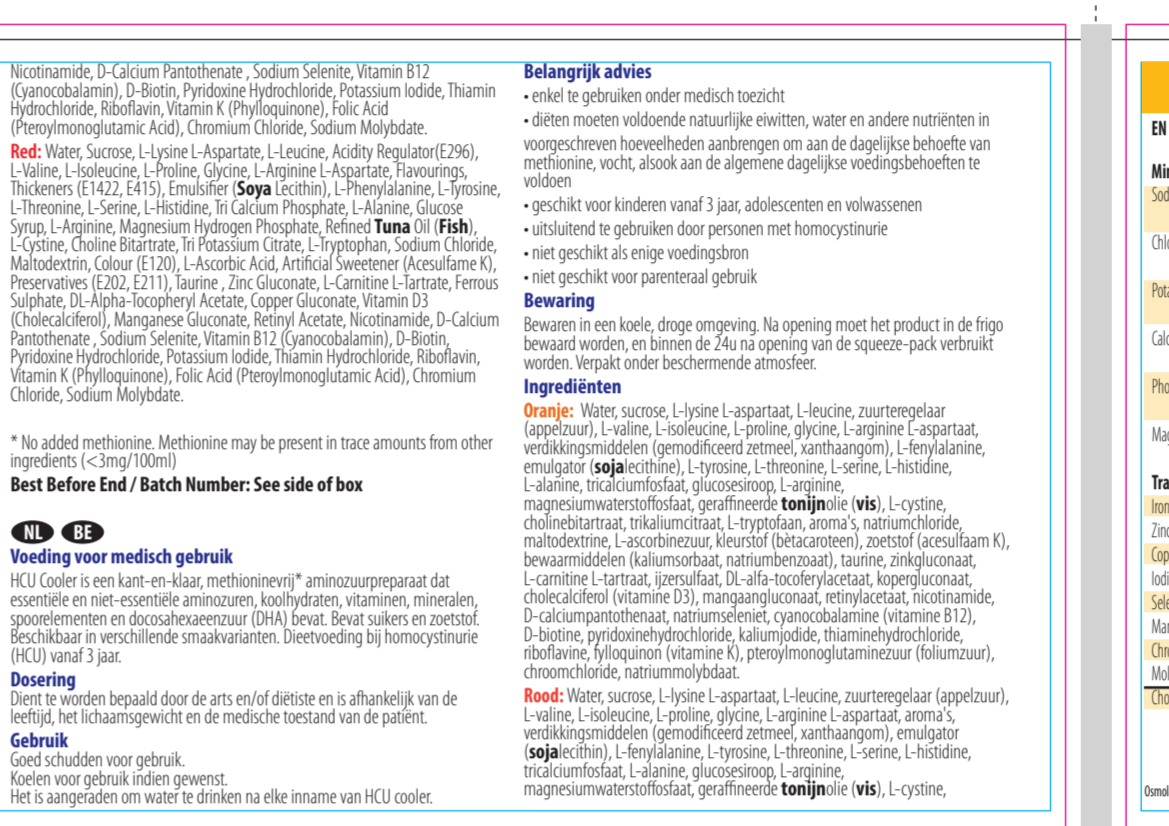 Nicotinamide, D-Calcium Pantothenate , Sodium Selenite, Vitamin B12
(Cyanocobalamin), D-Biotin, Pyridoxine Hydrochloride, Potassium Iodide, Thiamin
Hydrochloride, Riboflavin, Vitamin K (Phylloquinone), Folic Acid
(Pteroylmonoglutamic Acid), Chromium Chloride, Sodium Molybdate.
Red: Water, Sucrose, L-Lysine L-Aspartate, L-Leucine, Acidity Regulator(E296),
L-Valine, L-Isoleucine, L-Proline, Glycine, L-Arginine L-Aspartate, Flavourings,
Thickeners (E1422, E415), Emulsifier (Soya Lecithin), L-Phenylalanine, L-Tyrosine,
L-Threonine, L-Serine, L-Histidine, Tri Calcium Phosphate, L-Alanine, Glucose
Syrup, L-Arginine, Magnesium Hydrogen Phosphate, Refined Tuna Oil (Fish),
L-Cystine, Choline Bitartrate, Tri Potassium Citrate, L-Tryptophan, Sodium Chloride,
Maltodextrin, Colour (E120), L-Ascorbic Acid, Artificial Sweetener (Acesulfame K),
Preservatives (E202, E211), Taurine , Zinc Gluconate, L-Carnitine L-Tartrate, Ferrous
Sulphate, DL-Alpha-Tocopheryl Acetate, Copper Gluconate, Vitamin D3
(Cholecalciferol), Manganese Gluconate, Retinyl Acetate, Nicotinamide, D-Calcium
Pantothenate , Sodium Selenite, Vitamin B12 (Cyanocobalamin), D-Biotin,
Pyridoxine Hydrochloride, Potassium Iodide, Thiamin Hydrochloride, Riboflavin,
Vitamin K (Phylloquinone), Folic Acid (Pteroylmonoglutamic Acid), Chromium
Chloride, Sodium Molybdate.
* No added methionine. Methionine may be present in trace amounts from other
ingredients (<3mg/100ml)
Best Before End / Batch Number: See side of box
NL BE
Voeding voor medisch gebruik
HCU Cooler is een kant-en-klaar, methioninevrij* aminozuurpreparaat dat
essentiële en niet-essentiële aminozuren, koolhydraten, vitaminen, mineralen,
spoorelementen en docosahexaeenzuur (DHA) bevat. Bevat suikers en zoetstof.
Beschikbaar in verschillende smaakvarianten. Dieetvoeding bij homocystinurie
(HCU) vanaf 3 jaar.
Dosering
Dient te worden bepaald door de arts en/of diëtiste en is afhankelijk van de
leeftijd, het lichaamsgewicht en de medische toestand van de patiënt.
Gebruik
Goed schudden voor gebruik.
Koelen voor gebruik indien gewenst.
Het is aangeraden om water te drinken na elke inname van HCU cooler.
Belangrijk advies
• enkel te gebruiken onder medisch toezicht
• diëten moeten voldoende natuurlijke eiwitten, water en andere nutriënten in
voorgeschreven hoeveelheden aanbrengen om aan de dagelijkse behoefte van
methionine, vocht, alsook aan de algemene dagelijkse voedingsbehoeften te
voldoen
• geschikt voor kinderen vanaf 3 jaar, adolescenten en volwassenen
• uitsluitend te gebruiken door personen met homocystinurie
• niet geschikt als enige voedingsbron
• niet geschikt voor parenteraal gebruik
Bewaring
Bewaren in een koele, droge omgeving. Na opening moet het product in de frigo
bewaard worden, en binnen de 24u na opening van de squeeze-pack verbruikt
worden. Verpakt onder beschermende atmosfeer.
Ingrediënten
Oranje: Water, sucrose, L-lysine L-aspartaat, L-leucine, zuurteregelaar
(appelzuur), L-valine, L-isoleucine, L-proline, glycine, L-arginine L-aspartaat,
verdikkingsmiddelen (gemodificeerd zetmeel, xanthaangom), L-fenylalanine,
emulgator (sojalecithine), L-tyrosine, L-threonine, L-serine, L-histidine,
L-alanine, tricalciumfosfaat, glucosesiroop, L-arginine,
magnesiumwaterstoffosfaat, geraffineerde tonijnolie (vis), L-cystine,
cholinebitartraat, trikaliumcitraat, L-tryptofaan, aroma's, natriumchloride,
maltodextrine, L-ascorbinezuur, kleurstof (bètacaroteen), zoetstof (acesulfaam K),
bewaarmiddelen (kaliumsorbaat, natriumbenzoaat), taurine, zinkgluconaat,
L-carnitine L-tartraat, ijzersulfaat, DL-alfa-tocoferylacetaat, kopergluconaat,
cholecalciferol (vitamine D3), mangaangluconaat, retinylacetaat, nicotinamide,
D-calciumpantothenaat, natriumseleniet, cyanocobalamine (vitamine B12),
D-biotine, pyridoxinehydrochloride, kaliumjodide, thiaminehydrochloride,
riboflavine, fylloquinon (vitamine K), pteroylmonoglutaminezuur (foliumzuur),
chroomchloride, natriummolybdaat.
Rood: Water, sucrose, L-lysine L-aspartaat, L-leucine, zuurteregelaar (appelzuur),
L-valine, L-isoleucine, L-proline, glycine, L-arginine L-aspartaat, aroma's,
verdikkingsmiddelen (gemodificeerd zetmeel, xanthaangom), emulgator
(sojalecithin), L-fenylalanine, L-tyrosine, L-threonine, L-serine, L-histidine,
tricalciumfosfaat, L-alanine, glucosesiroop, L-arginine,
magnesiumwaterstoffosfaat, geraffineerde tonijnolie (vis), L-cystine,
EN
Iron